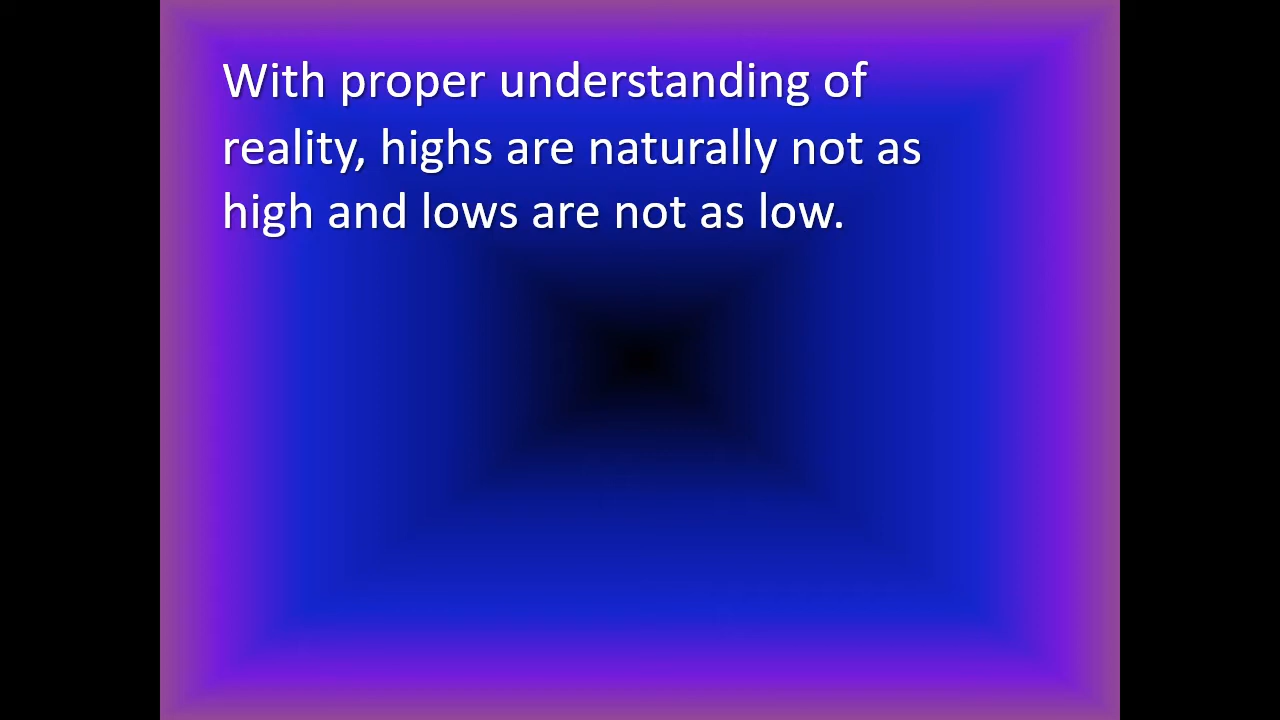 With proper understanding of
reality, highs are naturally not as
high and lows are not as low.